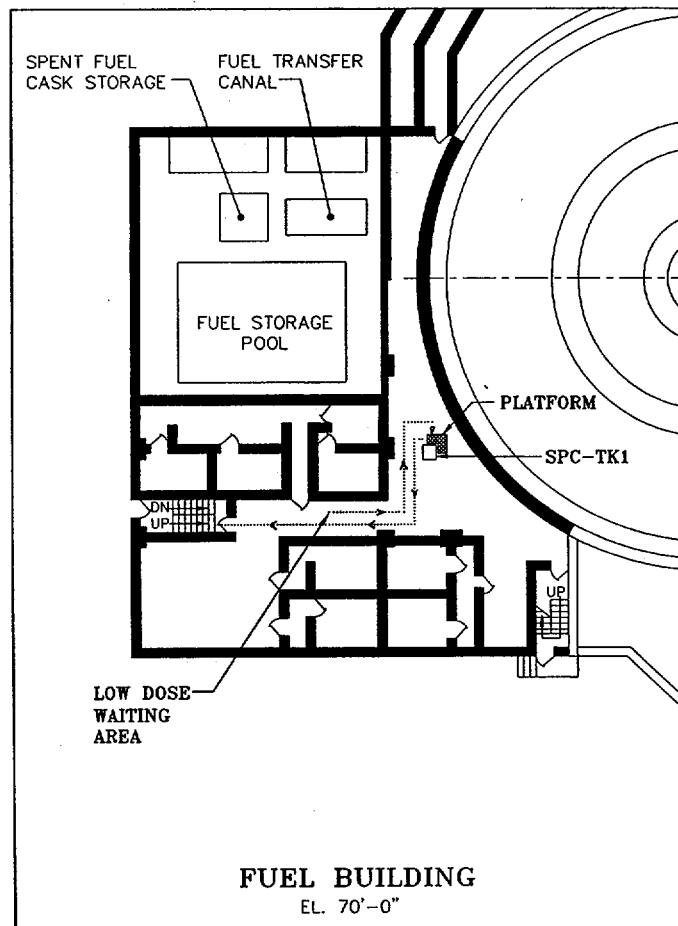 SPENT FUEL
CASK STORAGE
FUEL TRANSFER
CANAL
FUEL STORAGE
POOL
PLATFORM
SPC-TK1
DN
UP
UP
LOW DOSE
WAITING
AREA
FUEL BUILDING
EL. 70'-0"